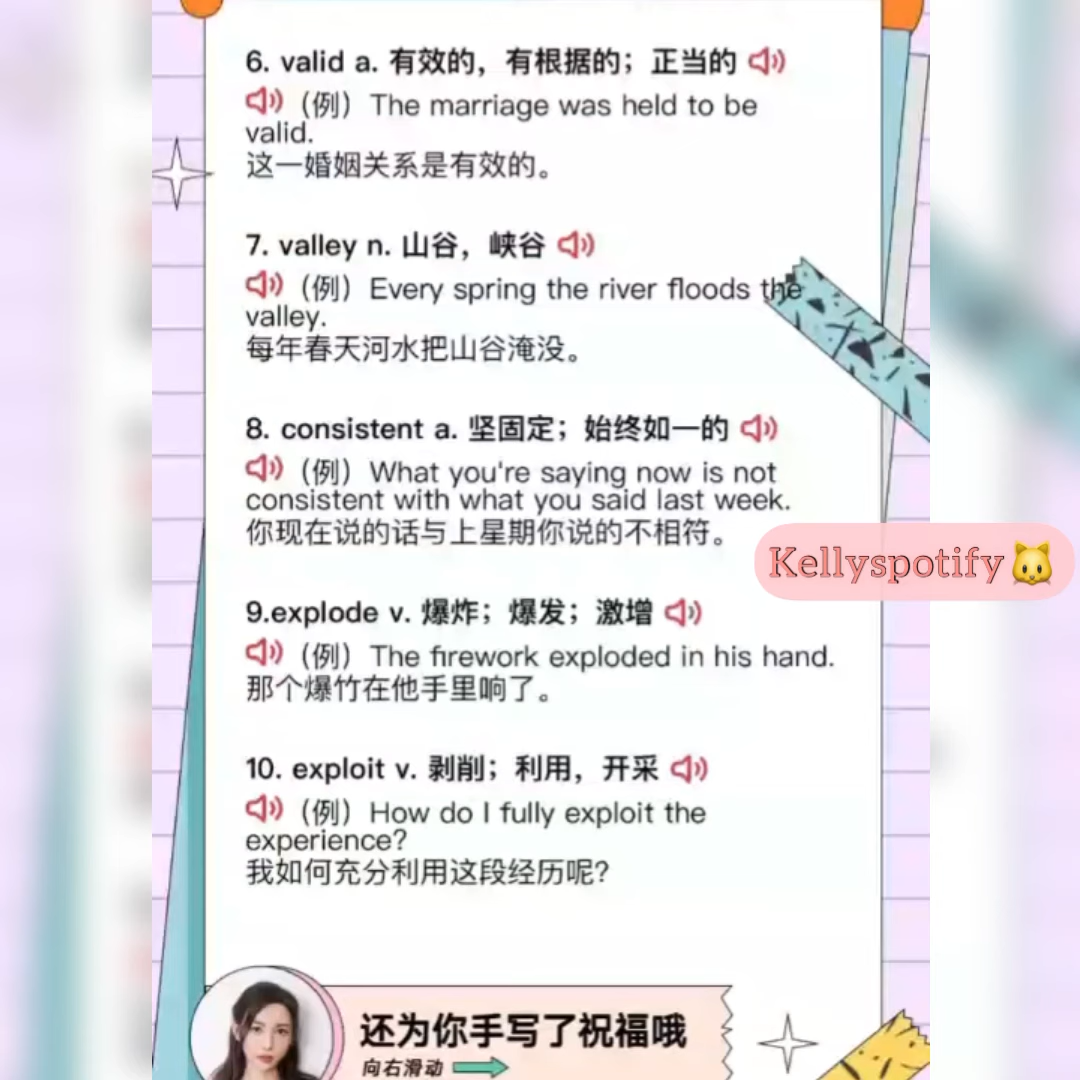 6. valid a. 有效的，有根据的；正当的
（例）The marriage was held to be
valid.
这一婚姻关系是有效的。
7. valley n. 山谷，峡谷
（例）Every spring the river floods the
valley.
每年春天河水把山谷淹没。
8. consistent a. 坚固定；始终如一的
（例）What you're saying now is not
consistent with what you said last week.
你现在说的话与上星期你说的不相符。
Kellyspotify🐱
9.explode v. 爆炸；爆发；激增
（例）The firework exploded in his hand.
那个爆竹在他手里响了。
10. exploit v. 剥削；利用，开采
（例）How do I fully exploit the
experience?
我如何充分利用这段经历呢?
还为你手写了祝福哦
向右滑动